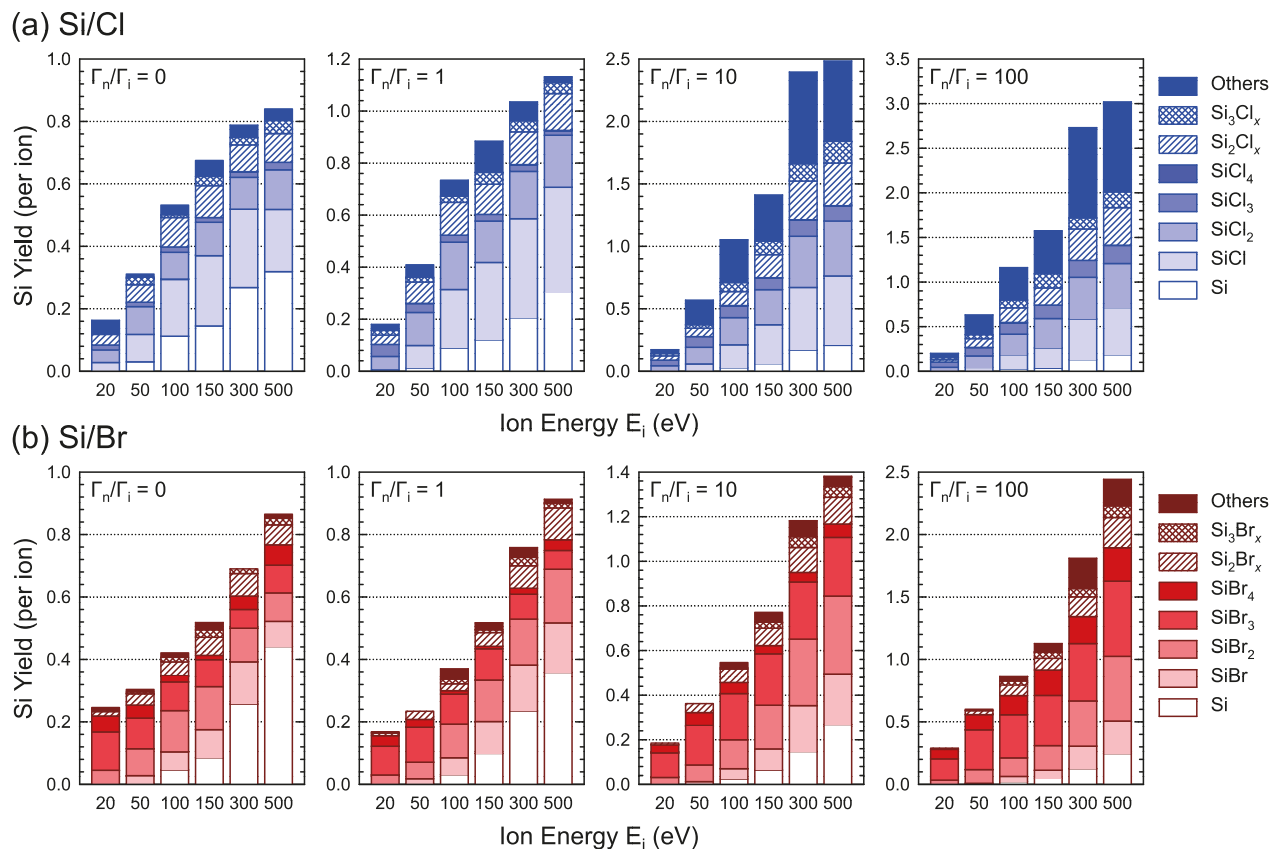 (a) Si/Cl
Γn/Γi = 0
Γn/Γi = 1
Γn/Γi = 10
Γn/Γi = 100
Si Yield (per ion)
1.0
0.8
0.6
0.4
0.2
0.0
1.2
1.0
0.8
0.6
0.4
0.2
0.0
2.5
2.0
1.5
1.0
0.5
0.0
3.5
3.0
2.5
2.0
1.5
1.0
0.5
0.0
20 50 100 150 300 500
20 50 100 150 300 500
20 50 100 150 300 500
20 50 100 150 300 500
Ion Energy Ei (eV)
Others
Si3Clx
Si2Clx
SiCl4
SiCl3
SiCl2
SiCl
Si
(b) Si/Br
Γn/Γi = 0
Γn/Γi = 1
Γn/Γi = 10
Γn/Γi = 100
Si Yield (per ion)
1.0
0.8
0.6
0.4
0.2
0.0
1.0
0.8
0.6
0.4
0.2
0.0
1.4
1.2
1.0
0.8
0.6
0.4
0.2
0.0
2.5
2.0
1.5
1.0
0.5
0.0
20 50 100 150 300 500
20 50 100 150 300 500
20 50 100 150 300 500
20 50 100 150 300 500
Ion Energy Ei (eV)
Others
Si3Brx
Si2Brx
SiBr4
SiBr3
SiBr2
SiBr
Si